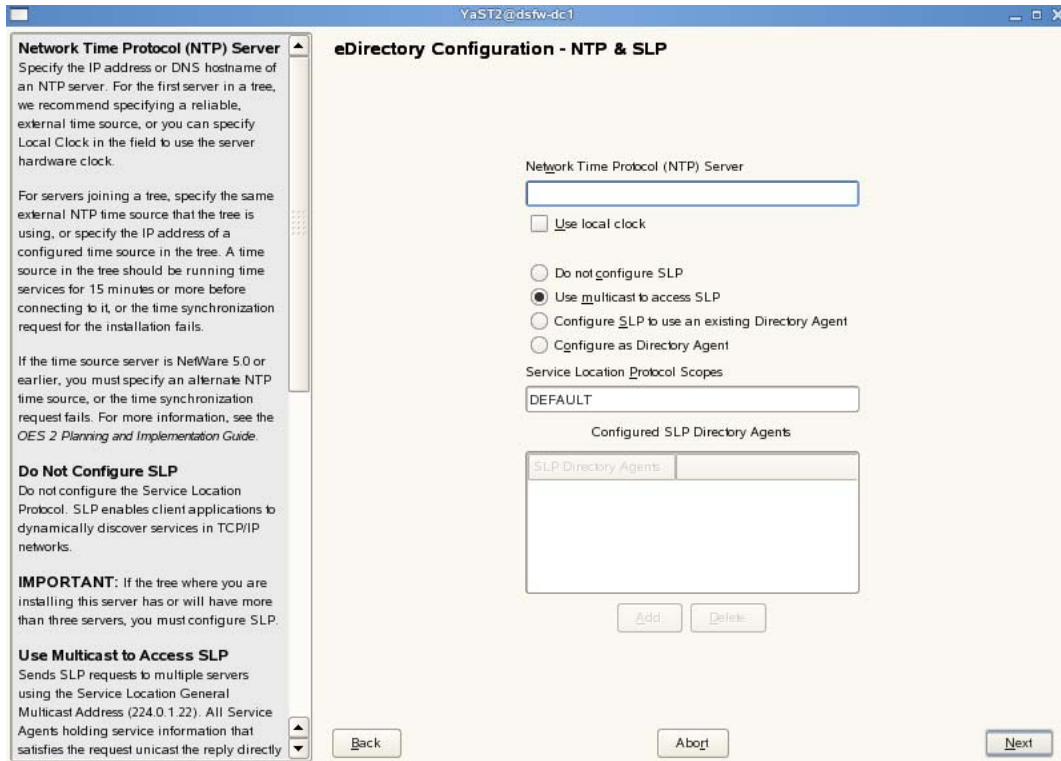 YaST2@dsfw-dc1
Network Time Protocol (NTP) Server
Specify the IP address or DNS hostname of
an NTP server. For the first server in a tree,
we recommend specifying a reliable,
external time source, or you can specify
Local Clock in the field to use the server
hardware clock.
For servers joining a tree, specify the same
external NTP time source that the tree is
using, or specify the IP address of a
configured time source in the tree. A time
source in the tree should be running time
services for 15 minutes or more before
connecting to it, or the time synchronization
request for the installation fails.
If the time source server is NetWare 5.0 or
earlier, you must specify an alternate NTP
time source, or the time synchronization
request fails. For more information, see the
OES 2 Planning and Implementation Guide.
Do Not Configure SLP
Do not configure the Service Location
Protocol. SLP enables client applications to
dynamically discover services in TCP/IP
networks.
IMPORTANT: If the tree where you are
installing this server has or will have more
than three servers, you must configure SLP.
Use Multicast to Access SLP
Sends SLP requests to multiple servers
using the Service Location General
Multicast Address (224.0.1.22). All Service
Agents holding service information that
satisfies the request unicast the reply directly
eDirectory Configuration - NTP & SLP
Network Time Protocol (NTP) Server
Use local clock
Do not configure SLP
Use multicast to access SLP
Configure SLP to use an existing Directory Agent
Configure as Directory Agent
Service Location Protocol Scopes
DEFAULT
Configured SLP Directory Agents
SLP Directory Agents
Add Delete
Back Abort Next